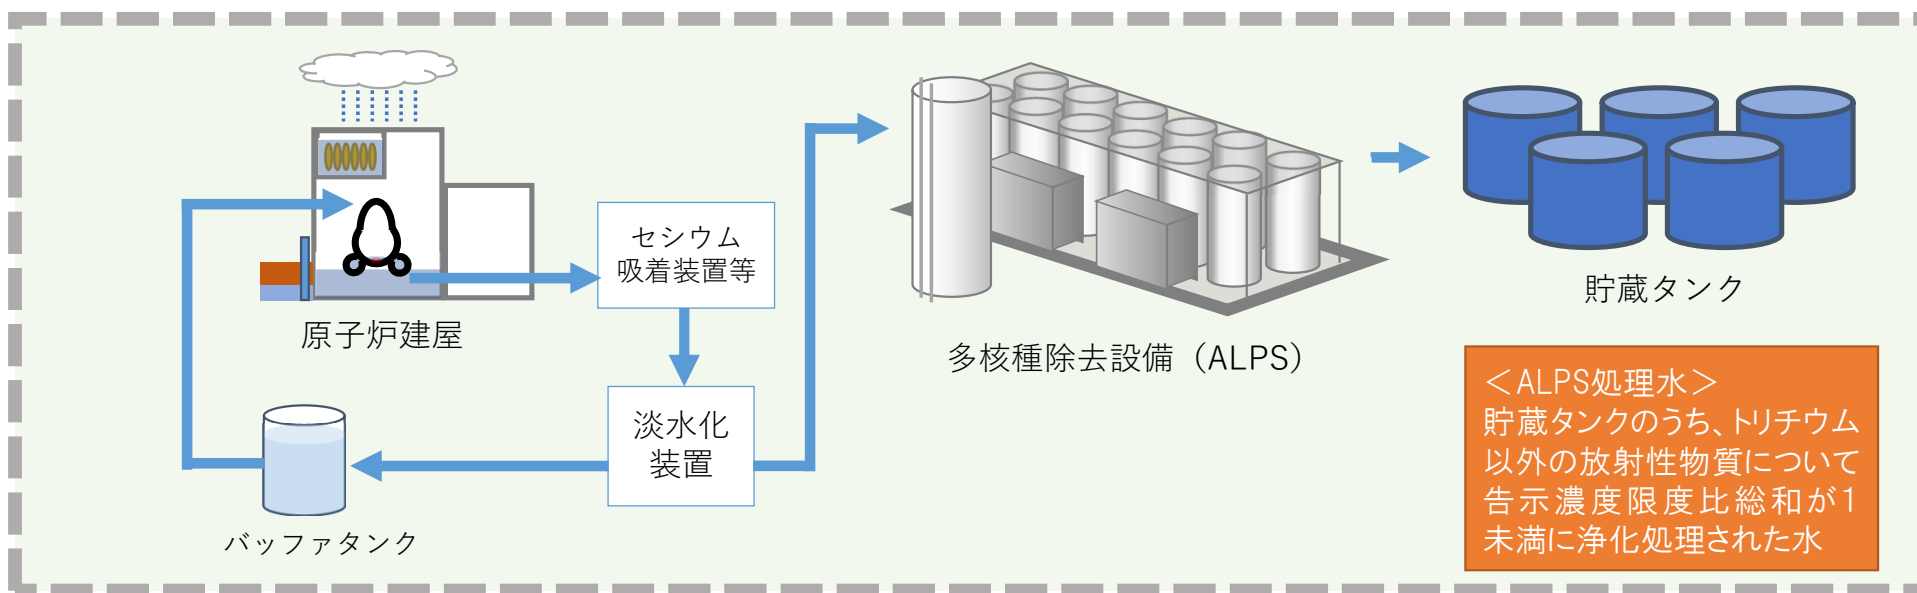 セシウム
吸着装置等
原子炉建屋
淡水化
装置
バッファタンク
多核種除去設備（ALPS）
貯蔵タンク
＜ALPS処理水＞
貯蔵タンクのうち、トリチウム
以外の放射性物質について
告示濃度限度比総和が1
未満に浄化処理された水